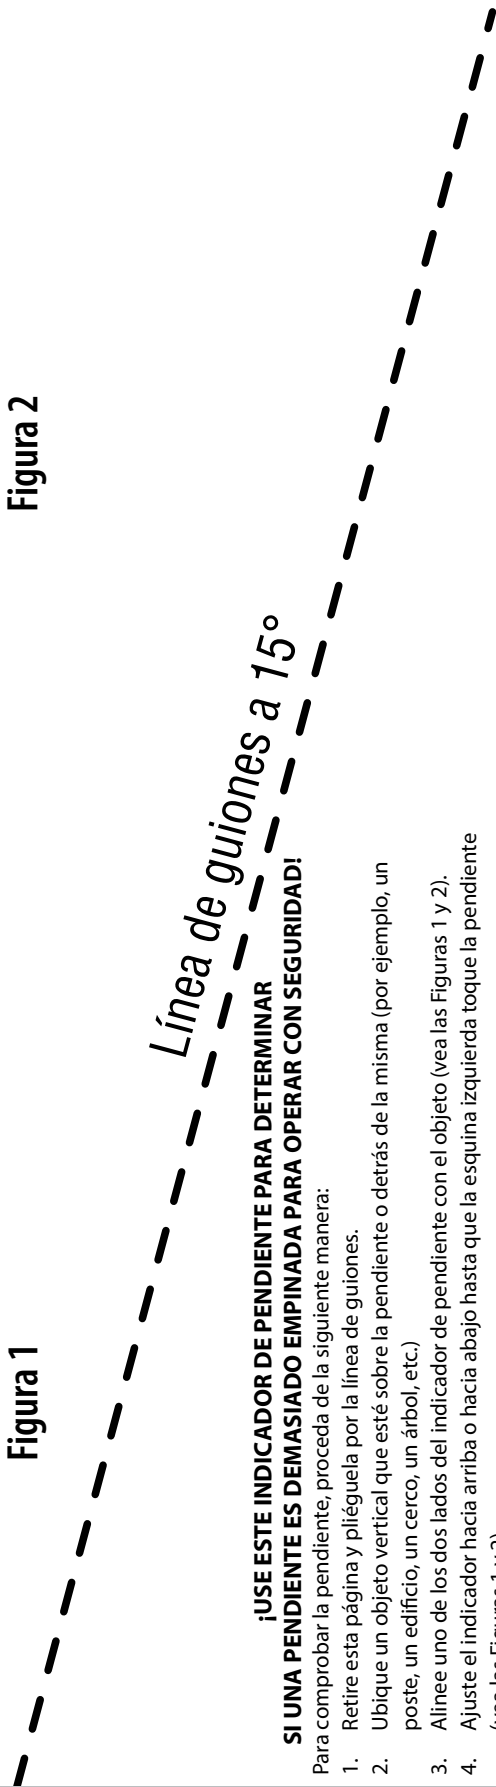 Figura 1
Figura 2
Línea de guiones a 15°
¡USE ESTE INDICADOR DE PENDIENTE PARA DETERMINAR
SI UNA PENDIENTE ES DEMASIADO EMPINADA PARA OPERAR CON SEGURIDAD!
Para comprobar la pendiente, proceda de la siguiente manera:
1. Retire esta página y pliéguela por la línea de guiones.
2. Ubique un objeto vertical que esté sobre la pendiente o detrás de la misma (por ejemplo, un
poste, un edificio, un cerco, un árbol, etc.)
3. Alinee uno de los dos lados del indicador de pendiente con el objeto (vea las Figuras 1 y 2).
4. Ajuste el indicador hacia arriba o hacia abajo hasta que la esquina izquierda toque la pendiente
(vea las Figuras 1 y 2)